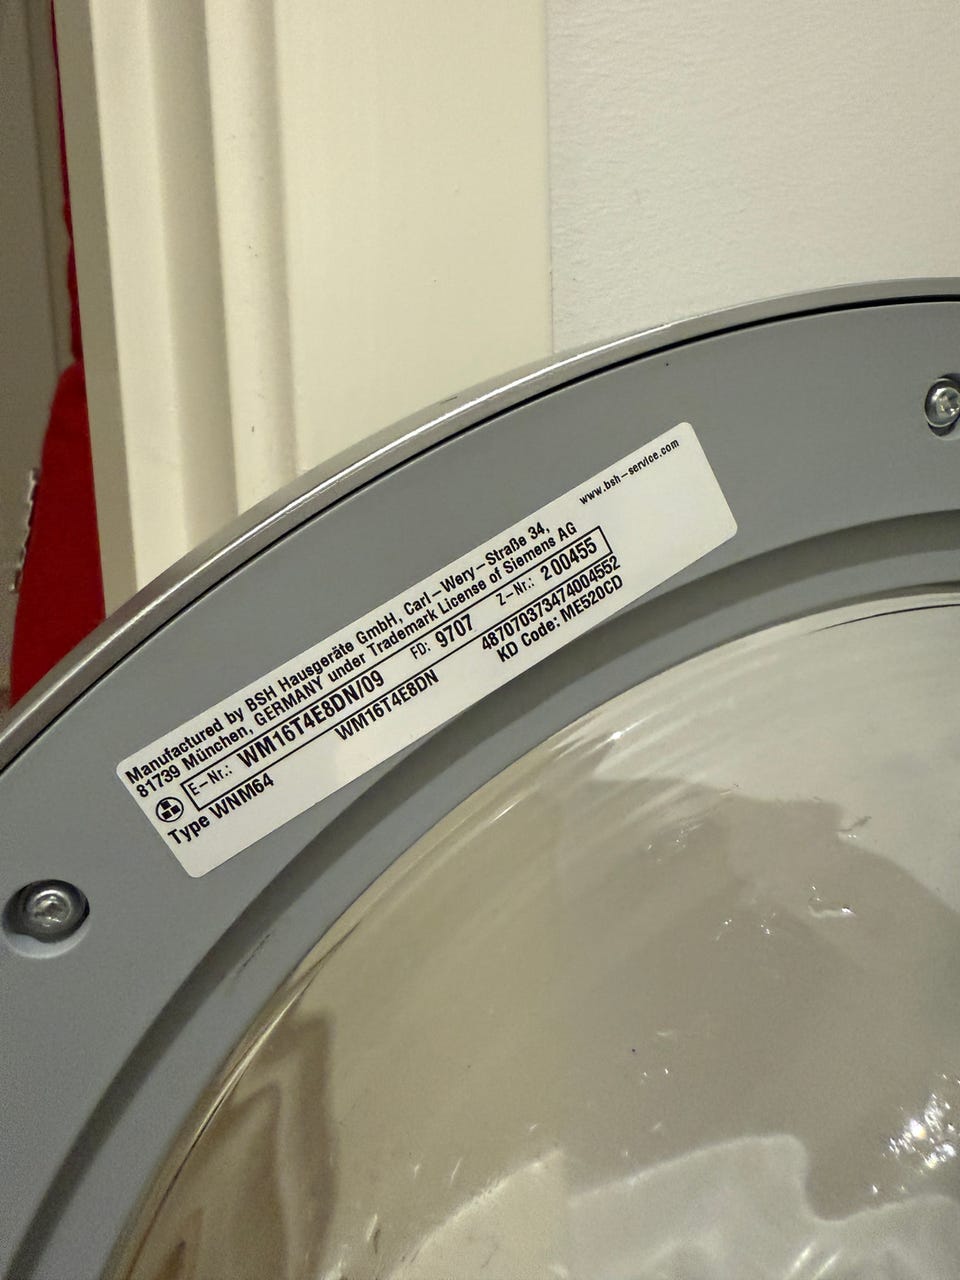 www.bsh-service.com
Manufactured by BSH Hausgeräte GmbH, Carl-Wery-Straße 34,
81739 München, GERMANY under Trademark License of Siemens AG
E-Nr.: WM16T4E8DN/09 FD: 9707 Z-Nr.: 200455
Type WNM64 WM16T4E8DN 487070373474004552
KD Code: ME520CD